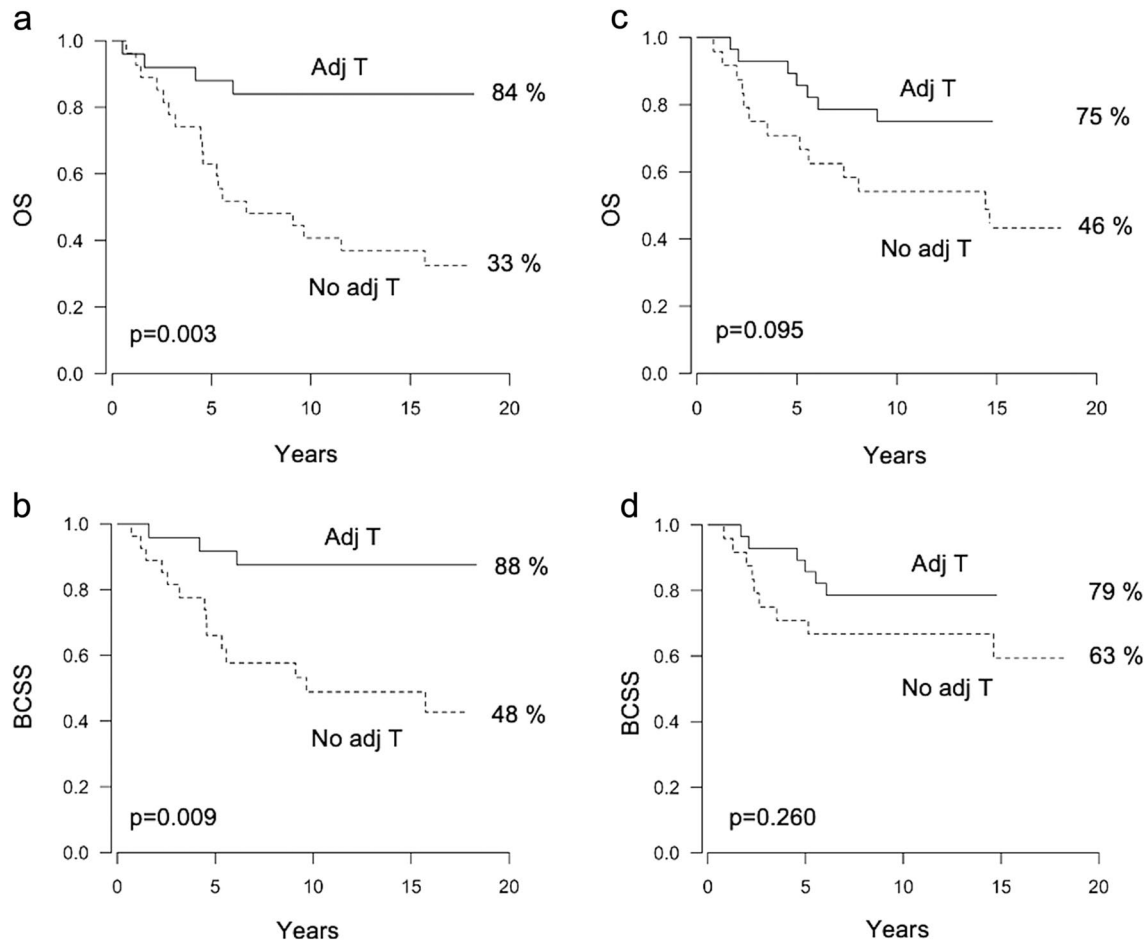 a
1.0
0.8
0.6
0.4
0.2
0.0
OS
Adj T
84 %
33 %
No adj T
p=0.003
0 5 10 15 20
Years
c
1.0
0.8
0.6
0.4
0.2
0.0
OS
Adj T
75 %
46 %
No adj T
p=0.095
0 5 10 15 20
Years
b
1.0
0.8
0.6
0.4
0.2
0.0
BCSS
Adj T
88 %
48 %
No adj T
p=0.009
0 5 10 15 20
Years
d
1.0
0.8
0.6
0.4
0.2
0.0
BCSS
Adj T
79 %
63 %
No adj T
p=0.260
0 5 10 15 20
Years